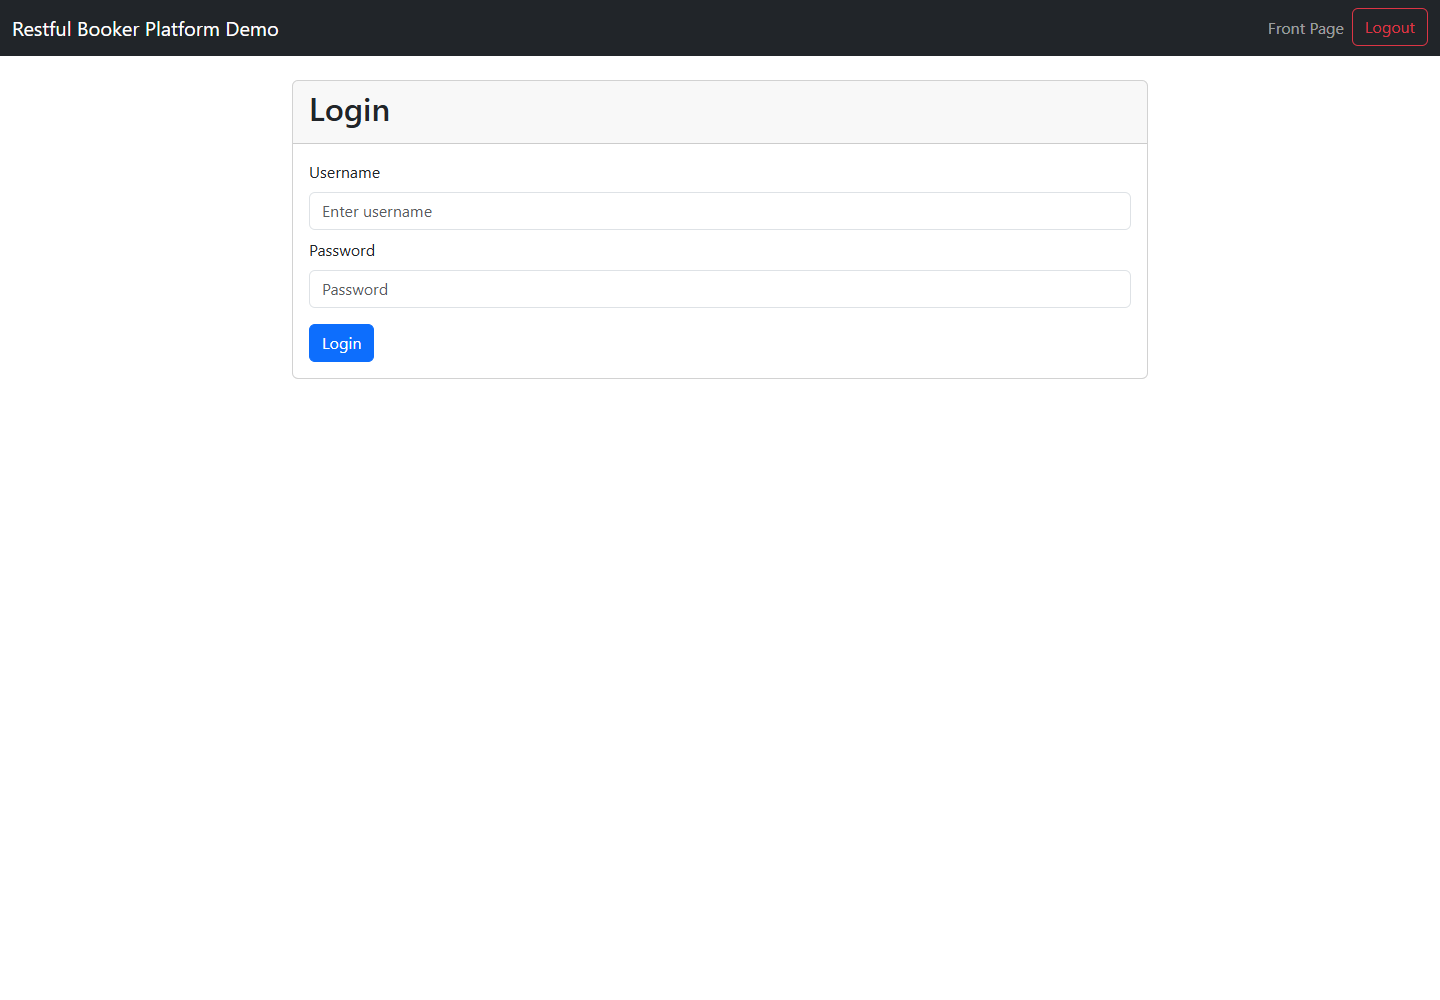 Restful Booker Platform Demo
Front Page
Logout
Login
Username
Enter username
Password
Password
Login